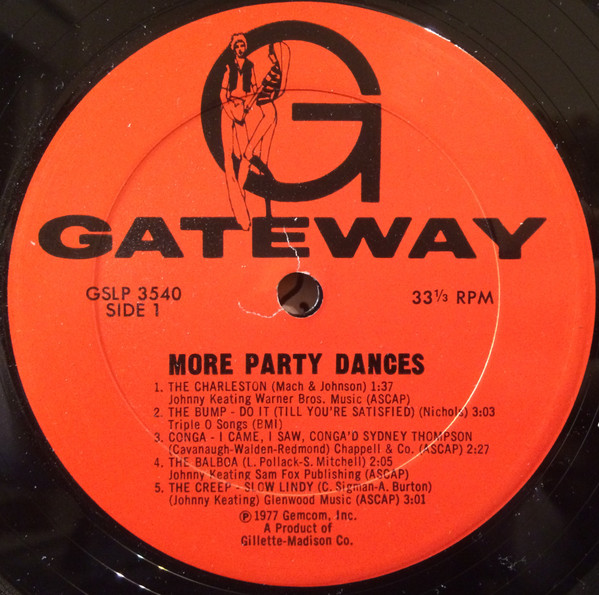 G
GATEWAY
GSLP 3540
SIDE 1
33⅓ RPM
MORE PARTY DANCES
1. THE CHARLESTON (Mach & Johnson) 1:37
Johnny Keating Warner Bros. Music (ASCAP)
2. THE BUMP - DO IT (TILL YOU'RE SATISFIED) (Nichols) 3:03
Triple O Songs (BMI)
3. CONGA - I CAME, I SAW, CONGA'D SYDNEY THOMPSON
(Cavanaugh-Walden-Redmond) Chappell & Co. (ASCAP) 2:27
4. THE BALBOA (L. Pollack-S. Mitchell) 2:05
Johnny Keating Sam Fox Publishing (ASCAP)
5. THE CREEP - SLOW LINDY (C. Sigman-A. Burton)
(Johnny Keating) Glenwood Music (ASCAP) 3:01
Ⓟ1977 Gemcom, Inc.
A Product of
Gillette-Madison Co.